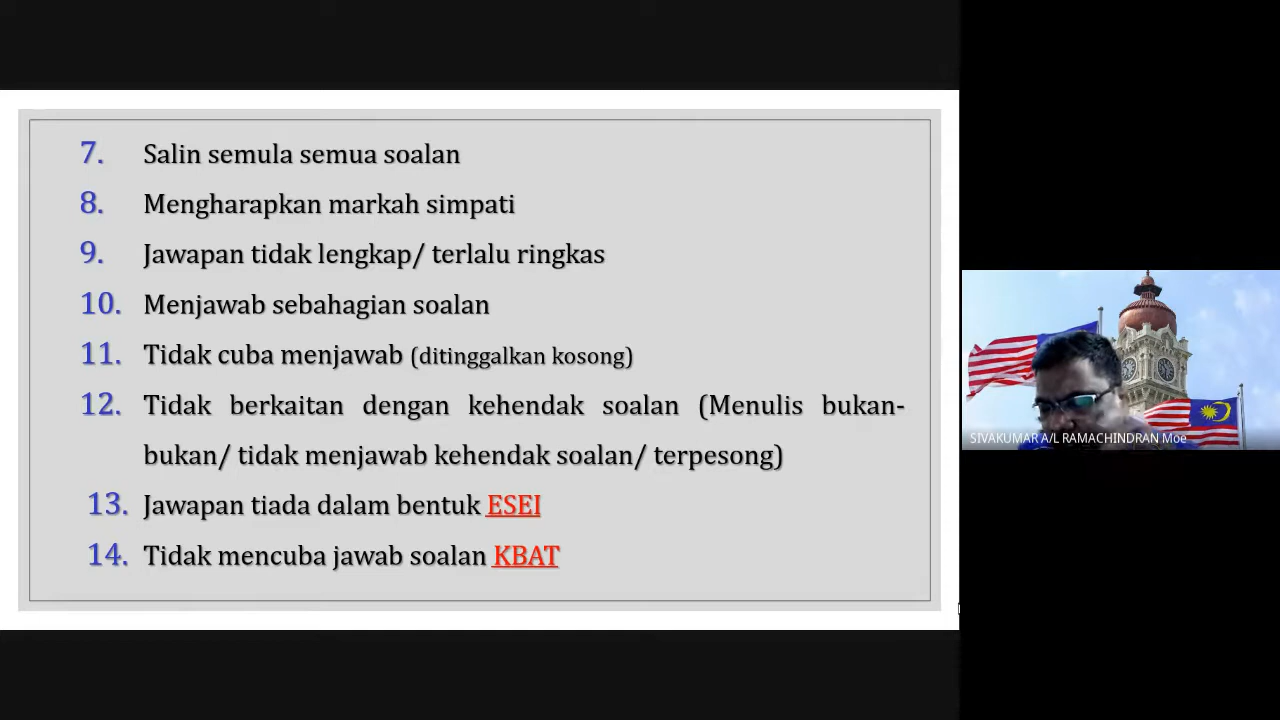 7. Salin semula semua soalan
8. Mengharapkan markah simpati
9. Jawapan tidak lengkap/ terlalu ringkas
10. Menjawab sebahagian soalan
11. Tidak cuba menjawab (ditinggalkan kosong)
12. Tidak berkaitan dengan kehendak soalan (Menulis bukan-
bukan/ tidak menjawab kehendak soalan/ terpesong)
13. Jawapan tiada dalam bentuk ESEI
14. Tidak mencuba jawab soalan KBAT
SIVAKUMAR A/L RAMACHINDRAN Moe